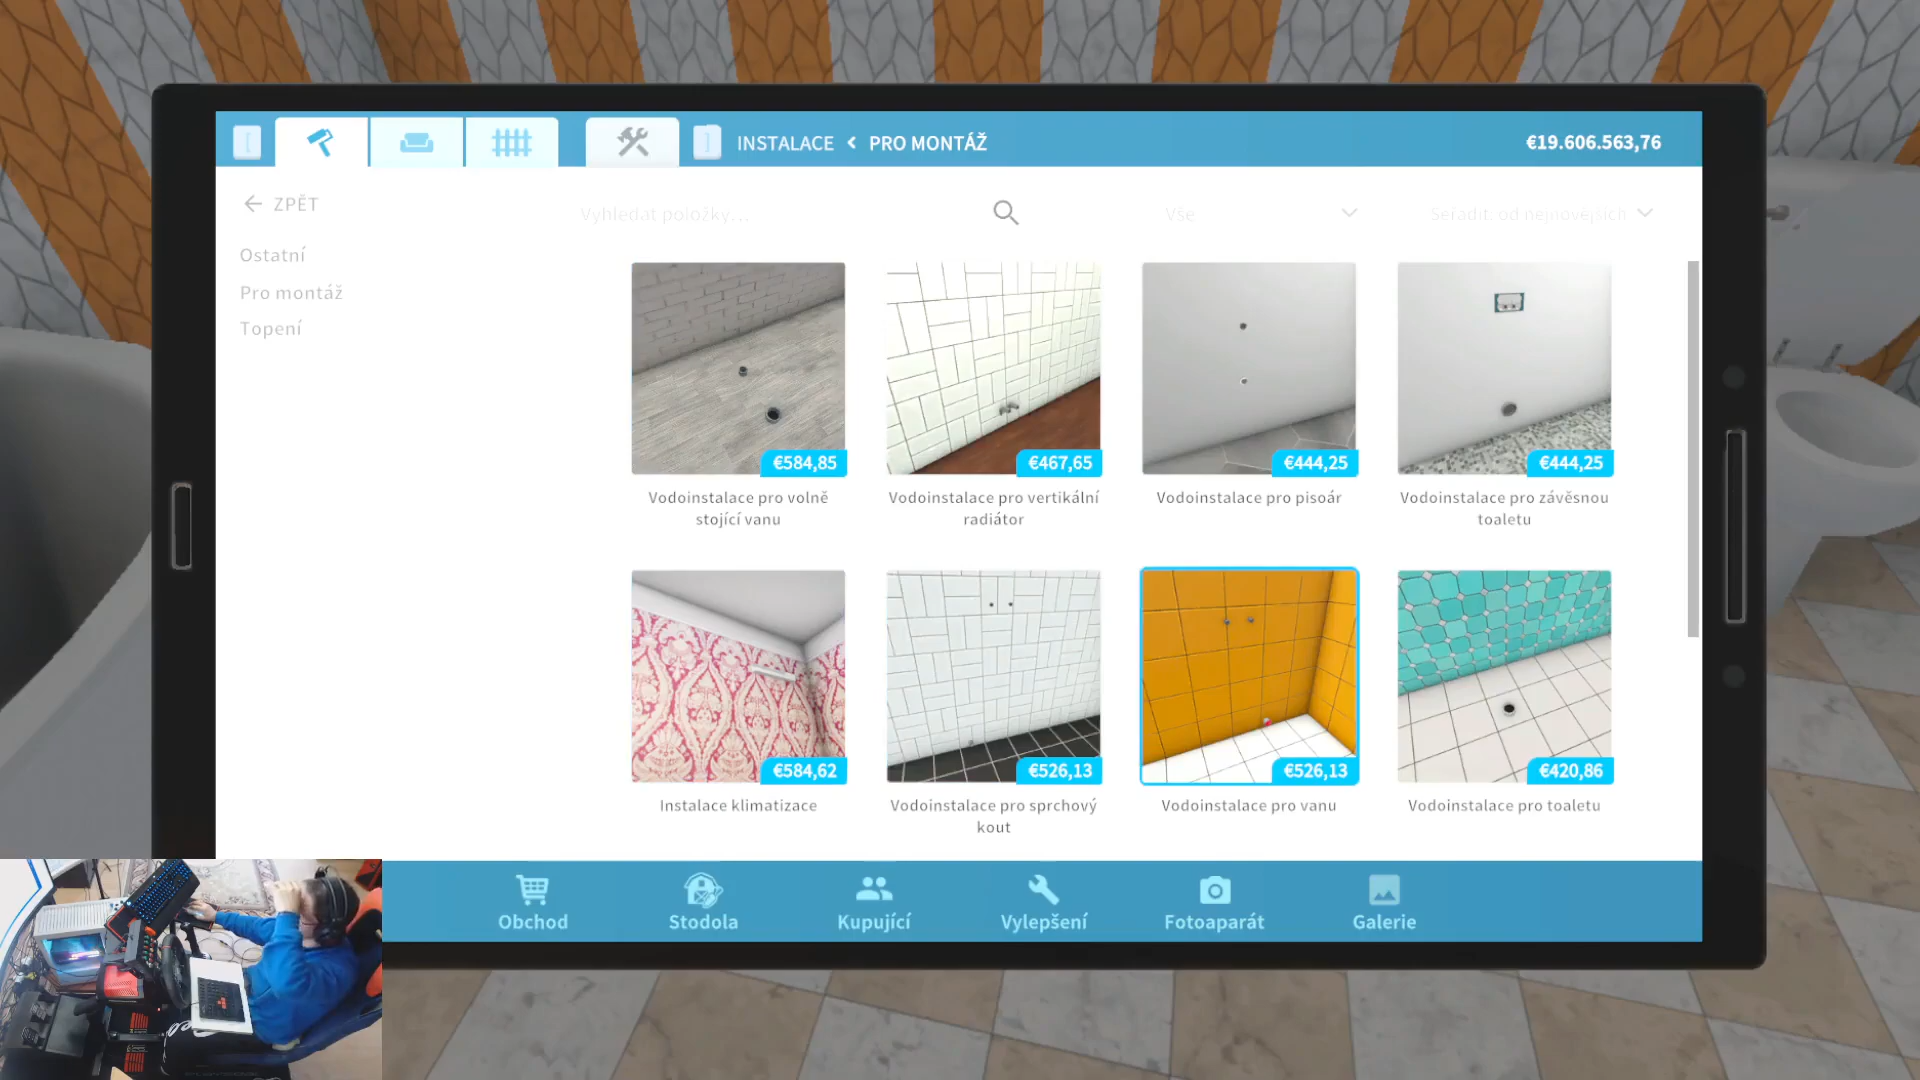 INSTALACE < PRO MONTÁŽ
€19.606.563,76
ZPĚT
Vyhledat položky...
Vše
Seřadit: od nejnovějších
Ostatní
Pro montáž
Topení
€584,85
€467,65
€444,25
€444,25
Vodoinstalace pro volně
stojící vanu
Vodoinstalace pro vertikální
radiátor
Vodoinstalace pro pisoár
Vodoinstalace pro závěsnou
toaletu
€584,62
€526,13
€526,13
€420,86
Instalace klimatizace
Vodoinstalace pro sprchový
kout
Vodoinstalace pro vanu
Vodoinstalace pro toaletu
Obchod
Stodola
Kupující
Vylepšení
Fotoaparát
Galerie